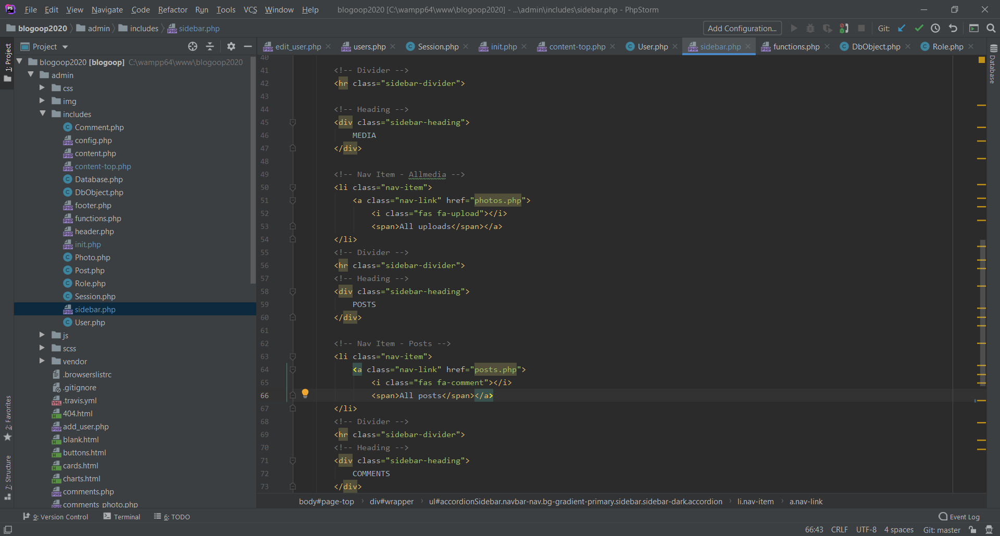 File Edit View Navigate Code Refactor Run Tools VCS Window Help blogoop2020 [C:\wampp64\www\blogoop2020] - ...\admin\includes\sidebar.php - PhpStorm
blogoop2020 admin includes sidebar.php Add Configuration... Git:
Project
edit_user.php users.php Session.php init.php content-top.php User.php sidebar.php functions.php DbObject.php Role.php
1: Project
2: Favorites
7: Structure
Database
blogoop2020 [blogoop] C:\wampp64\www\blogoop2020
admin
css
img
includes
Comment.php
config.php
content.php
content-top.php
Database.php
DbObject.php
footer.php
functions.php
header.php
init.php
Photo.php
Post.php
Role.php
Session.php
sidebar.php
User.php
js
scss
vendor
.browserslistrc
.gitignore
.travis.yml
404.html
add_user.php
blank.html
buttons.html
cards.html
charts.html
comments.php
comments_photo.php
40
41 <!-- Divider -->
42 <hr class="sidebar-divider">
43
44 <!-- Heading -->
45 <div class="sidebar-heading">
46 MEDIA
47 </div>
48
49 <!-- Nav Item - Allmedia -->
50 <li class="nav-item">
51 <a class="nav-link" href="photos.php">
52 <i class="fas fa-upload"></i>
53 <span>All uploads</span></a>
54 </li>
55 <!-- Divider -->
56 <hr class="sidebar-divider">
57 <!-- Heading -->
58 <div class="sidebar-heading">
59 POSTS
60 </div>
61
62 <!-- Nav Item - Posts -->
63 <li class="nav-item">
64 <a class="nav-link" href="posts.php">
65 <i class="fas fa-comment"></i>
66 <span>All posts</span></a>
67 </li>
68 <!-- Divider -->
69 <hr class="sidebar-divider">
70 <!-- Heading -->
71 <div class="sidebar-heading">
72 COMMENTS
73 </div>
body#page-top div#wrapper ul#accordionSidebar.navbar-nav.bg-gradient-primary.sidebar.sidebar-dark.accordion li.nav-item a.nav-link
9: Version Control Terminal 6: TODO Event Log
66:43 CRLF UTF-8 4 spaces Git: master